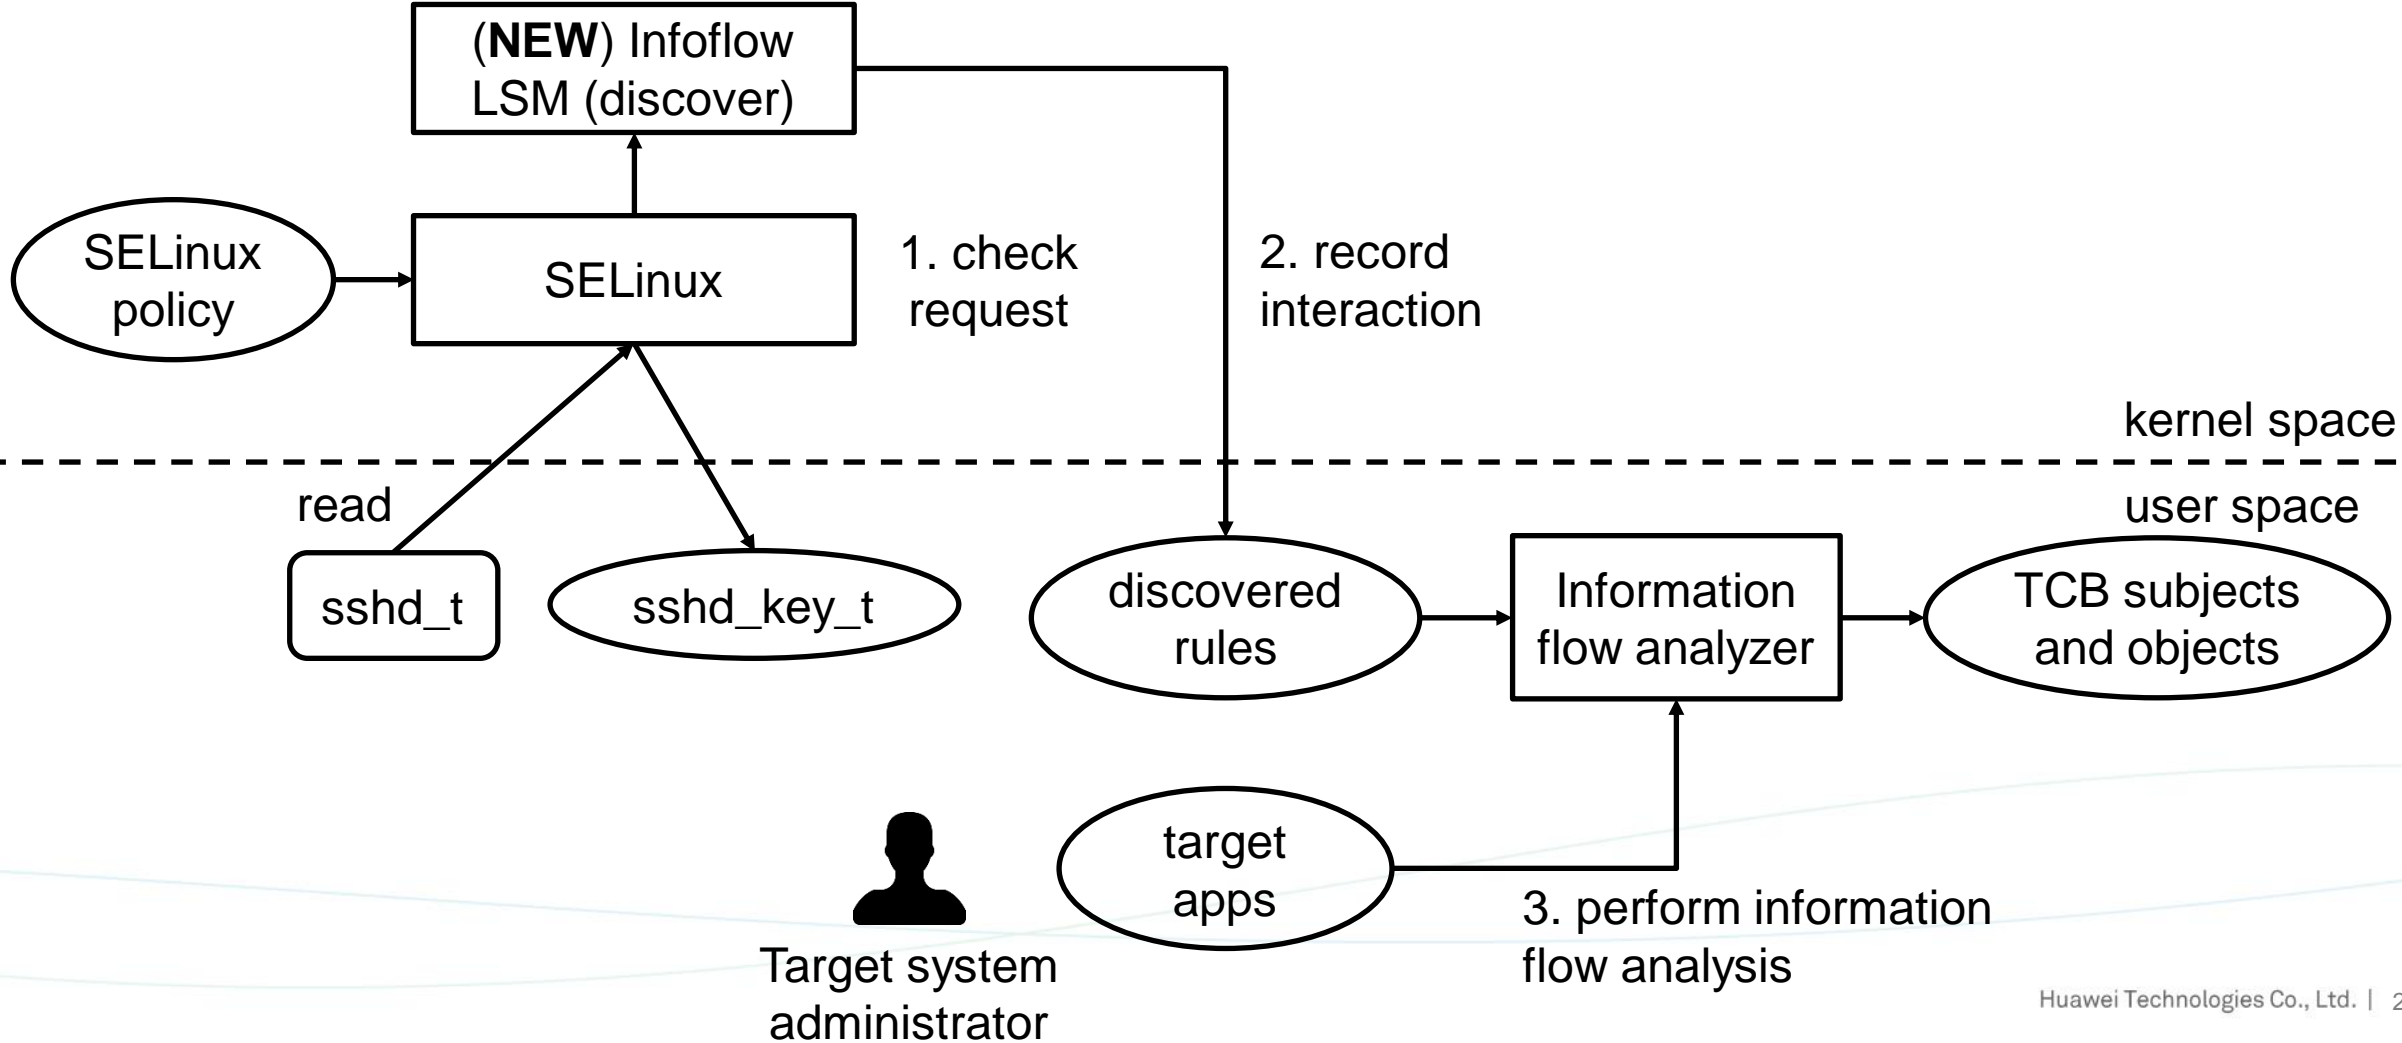 (NEW) Infoflow
LSM (discover)
SELinux
policy
SELinux
1. check
request
2. record
interaction
kernel space
read
user space
sshd_t
sshd_key_t
discovered
rules
Information
flow analyzer
TCB subjects
and objects
target
apps
3. perform information
flow analysis
Target system
administrator
Huawei Technologies Co., Ltd. | 2